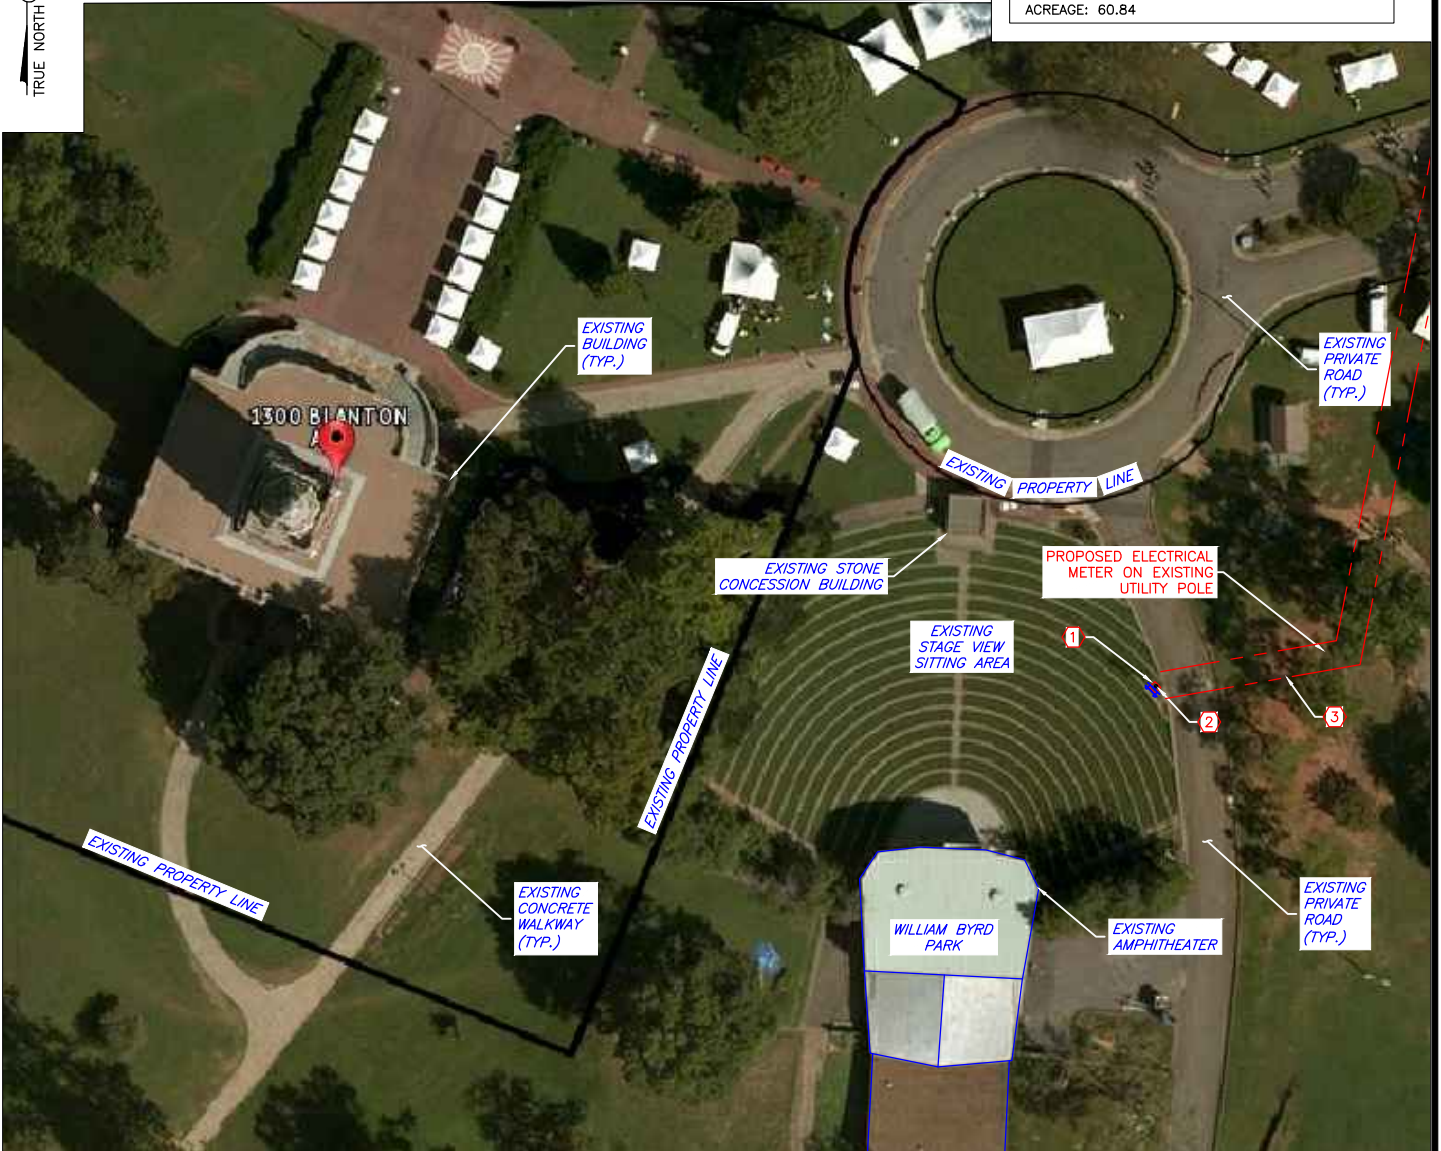 TRUE NORTH
ACREAGE: 60.84
EXISTING
BUILDING
(TYP.)
EXISTING
PRIVATE
ROAD
(TYP.)
1300 BLANTON
EXISTING PROPERTY LINE
EXISTING STONE
CONCESSION BUILDING
PROPOSED ELECTRICAL
METER ON EXISTING
UTILITY POLE
EXISTING
STAGE VIEW
SITTING AREA
1
2
3
EXISTING PROPERTY LINE
EXISTING PROPERTY LINE
EXISTING
CONCRETE
WALKWAY
(TYP.)
WILLIAM BYRD
PARK
EXISTING
AMPHITHEATER
EXISTING
PRIVATE
ROAD
(TYP.)